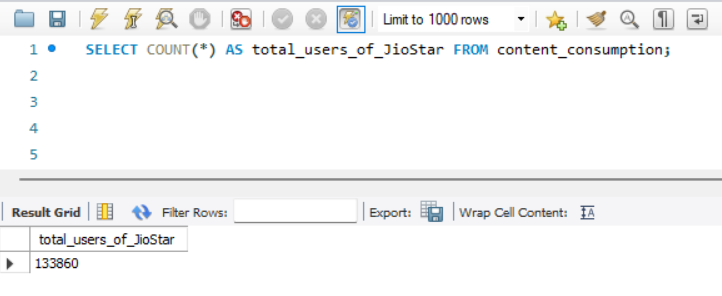 Limit to 1000 rows
1 SELECT COUNT(*) AS total_users_of_JioStar FROM content_consumption;
2
3
4
5
Result Grid Filter Rows: Export: Wrap Cell Content: IA
total_users_of_JioStar
133860